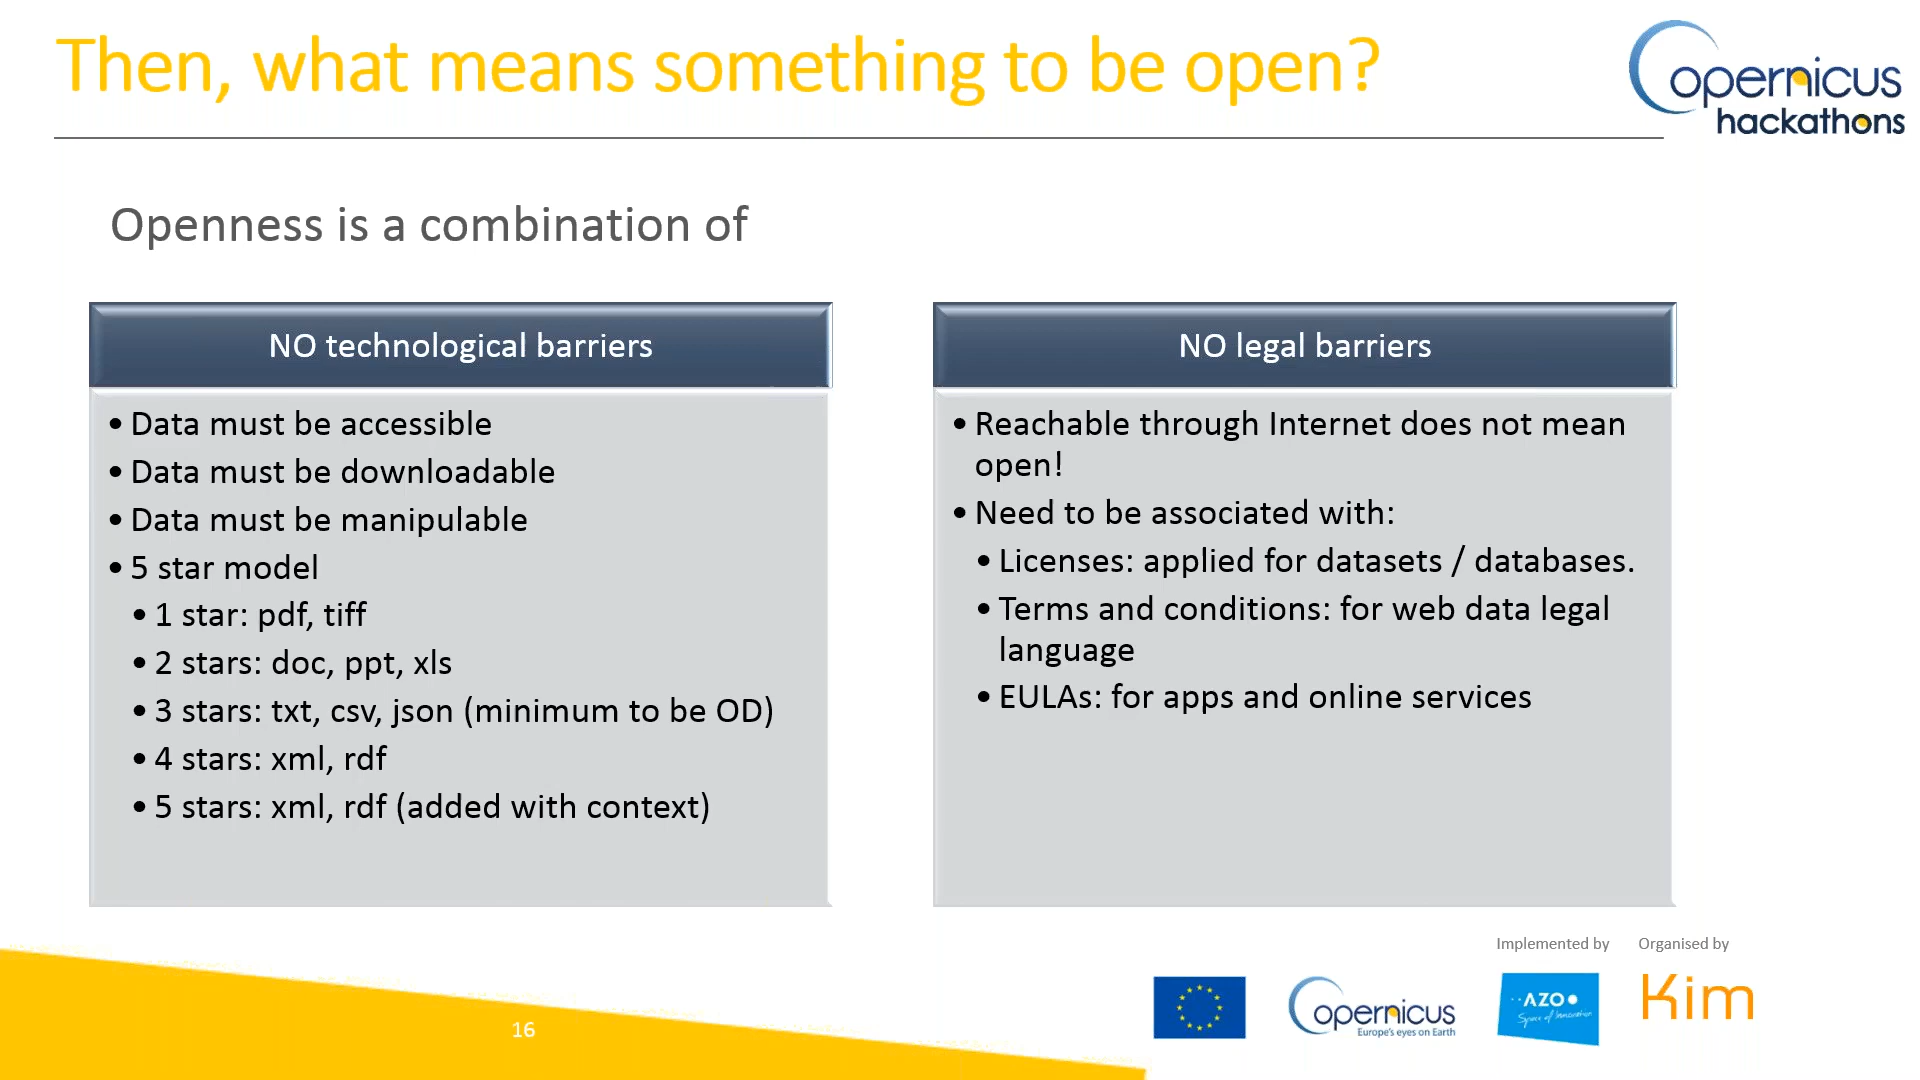 Then, what means something to be open?
Copernicus
hackathons
Openness is a combination of
NO technological barriers
• Data must be accessible
• Data must be downloadable
• Data must be manipulable
• 5 star model
• 1 star: pdf, tiff
• 2 stars: doc, ppt, xls
• 3 stars: txt, csv, json (minimum to be OD)
• 4 stars: xml, rdf
• 5 stars: xml, rdf (added with context)
NO legal barriers
• Reachable through Internet does not mean
open!
• Need to be associated with:
• Licenses: applied for datasets / databases.
• Terms and conditions: for web data legal
language
• EULAs: for apps and online services
Implemented by
Organised by
Copernicus
Europe's eyes on Earth
AZO
Space of Innovation
Kim
16